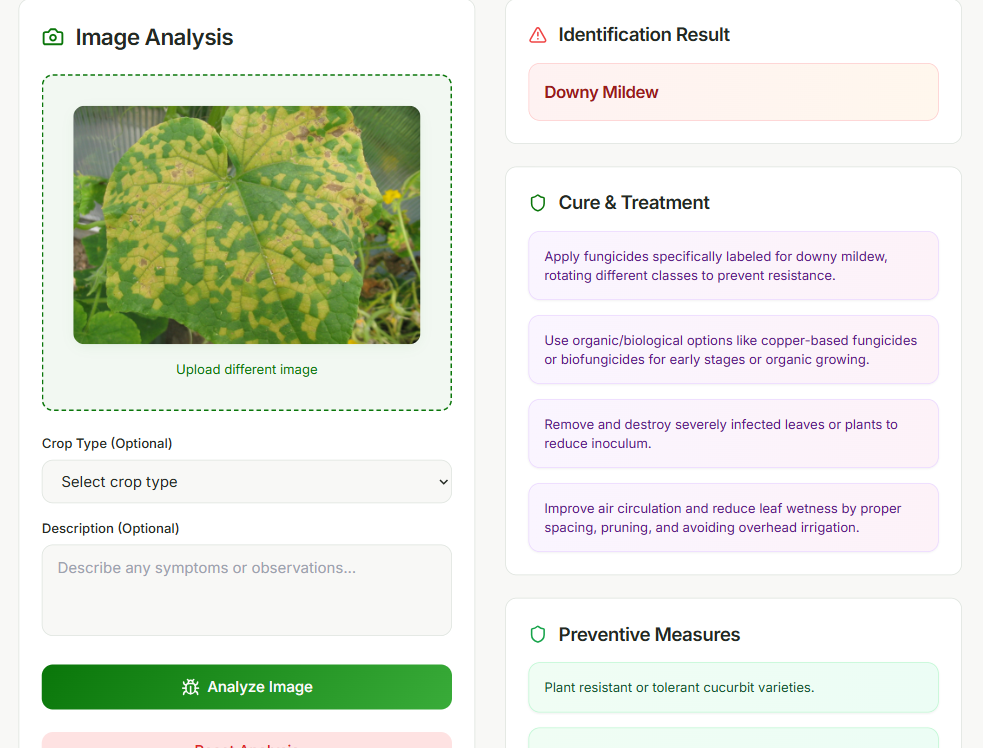 Image Analysis
Upload different image
Crop Type (Optional)
Select crop type
Description (Optional)
Describe any symptoms or observations...
Analyze Image
Reset Analysis
Identification Result
Downy Mildew
Cure & Treatment
Apply fungicides specifically labeled for downy mildew,
rotating different classes to prevent resistance.
Use organic/biological options like copper-based fungicides
or biofungicides for early stages or organic growing.
Remove and destroy severely infected leaves or plants to
reduce inoculum.
Improve air circulation and reduce leaf wetness by proper
spacing, pruning, and avoiding overhead irrigation.
Preventive Measures
Plant resistant or tolerant cucurbit varieties.